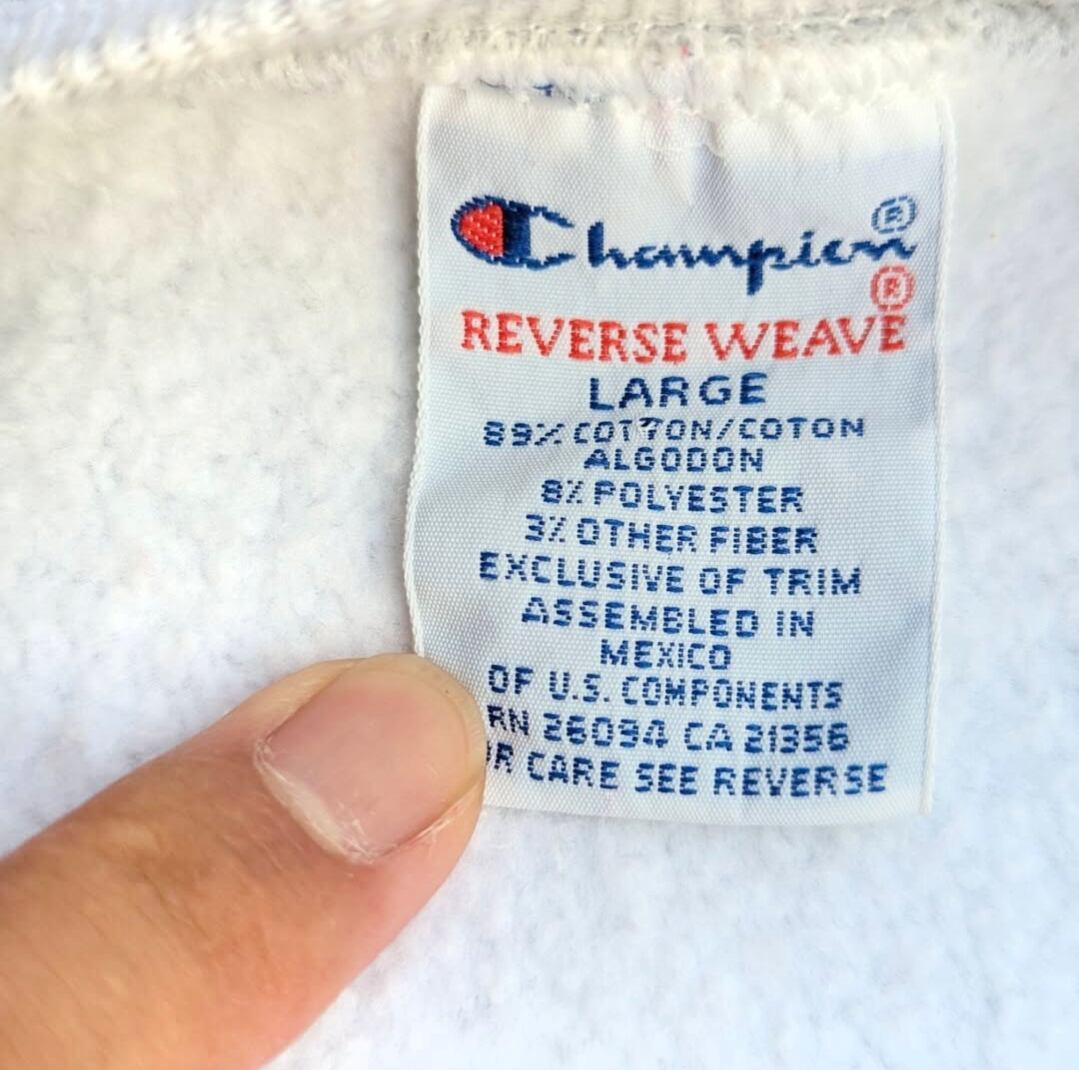 Champion®
REVERSE WEAVE®
LARGE
89% COTTON/COTON
ALGODON
8% POLYESTER
3% OTHER FIBER
EXCLUSIVE OF TRIM
ASSEMBLED IN
MEXICO
OF U.S. COMPONENTS
RN 26094 CA 21356
OR CARE SEE REVERSE